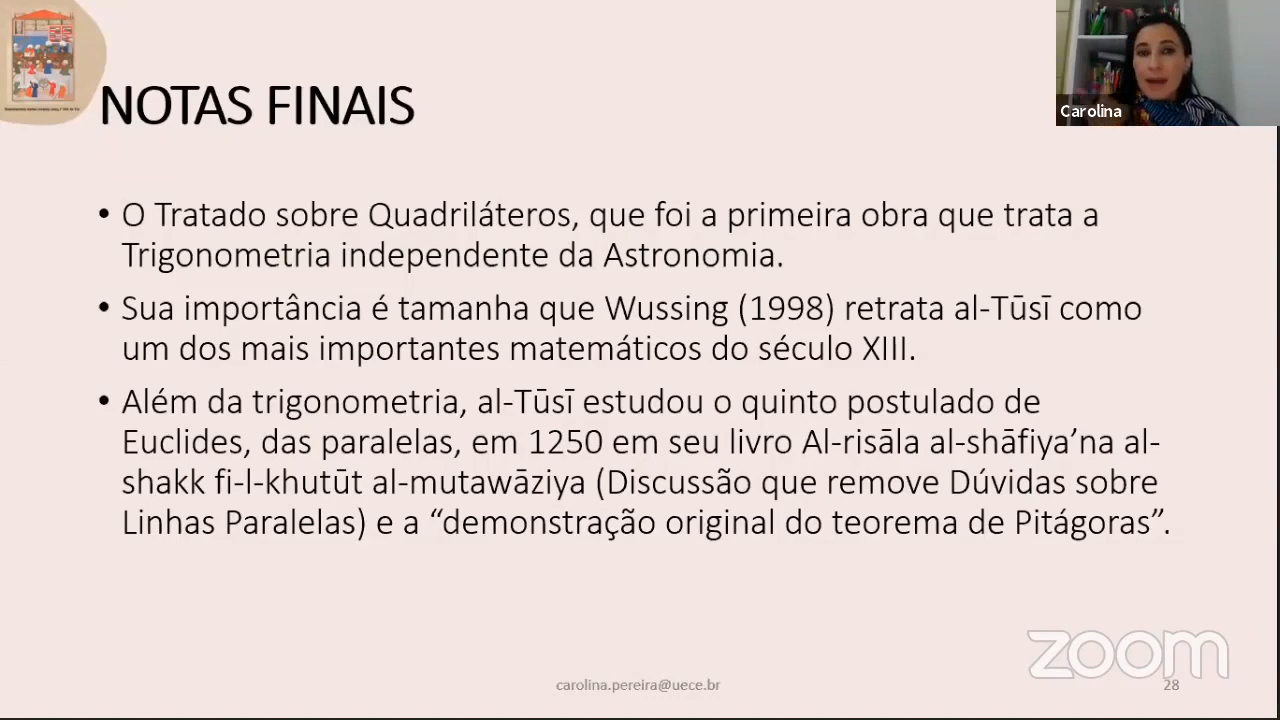 NOTAS FINAIS
Carolina
• O Tratado sobre Quadriláteros, que foi a primeira obra que trata a
Trigonometria independente da Astronomia.
• Sua importância é tamanha que Wussing (1998) retrata al-Tūsī como
um dos mais importantes matemáticos do século XIII.
• Além da trigonometria, al-Tūsī estudou o quinto postulado de
Euclides, das paralelas, em 1250 em seu livro Al-risāla al-shāfiya’na al-
shakk fi-l-khutūt al-mutawāziya (Discussão que remove Dúvidas sobre
Linhas Paralelas) e a “demonstração original do teorema de Pitágoras”.
zoom
carolina.pereira@uece.br
28